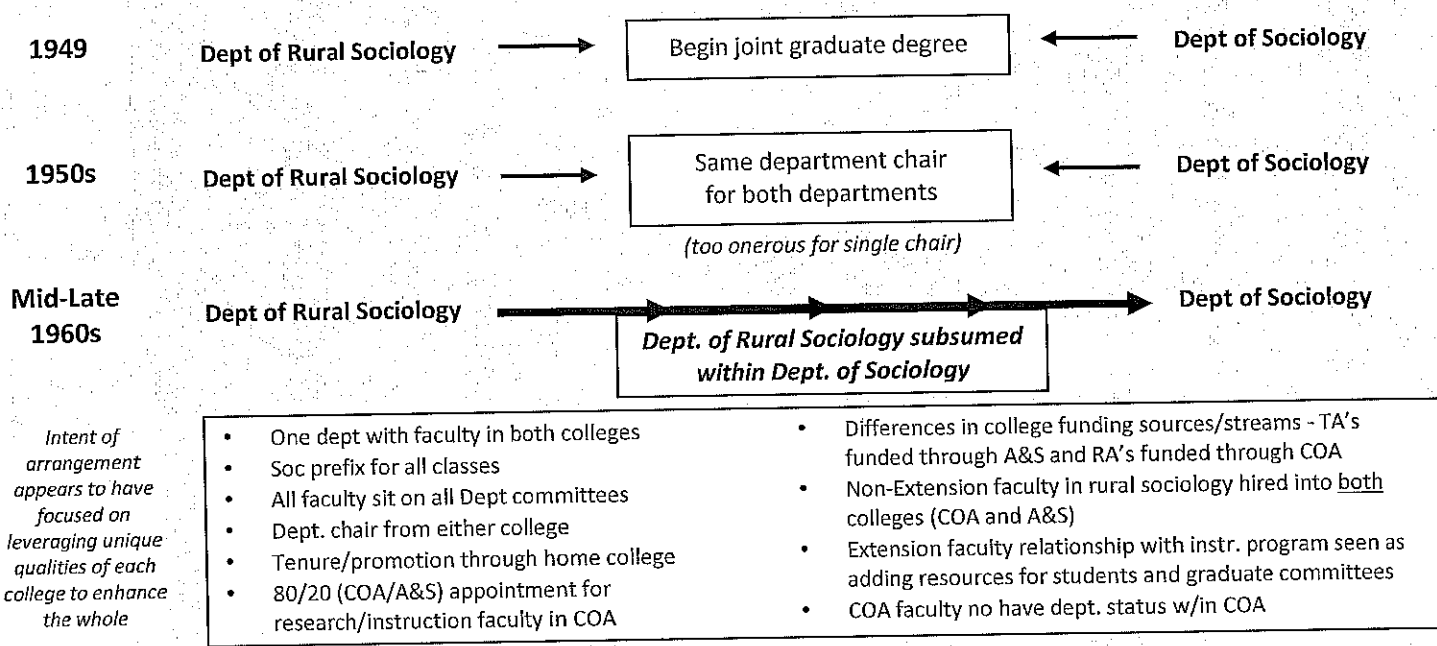 1949
Dept of Rural Sociology
Begin joint graduate degree
Dept of Sociology
1950s
Dept of Rural Sociology
Same department chair
for both departments
Dept of Sociology
(too onerous for single chair)
Mid-Late
1960s
Dept of Rural Sociology
Dept of Sociology
Dept. of Rural Sociology subsumed
within Dept. of Sociology
Intent of
arrangement
appears to have
focused on
leveraging unique
qualities of each
college to enhance
the whole
• One dept with faculty in both colleges
• Soc prefix for all classes
• All faculty sit on all Dept committees
• Dept. chair from either college
• Tenure/promotion through home college
• 80/20 (COA/A&S) appointment for
research/instruction faculty in COA
• Differences in college funding sources/streams - TA's
funded through A&S and RA's funded through COA
• Non-Extension faculty in rural sociology hired into both
colleges (COA and A&S)
• Extension faculty relationship with instr. program seen as
adding resources for students and graduate committees
• COA faculty no have dept. status w/in COA